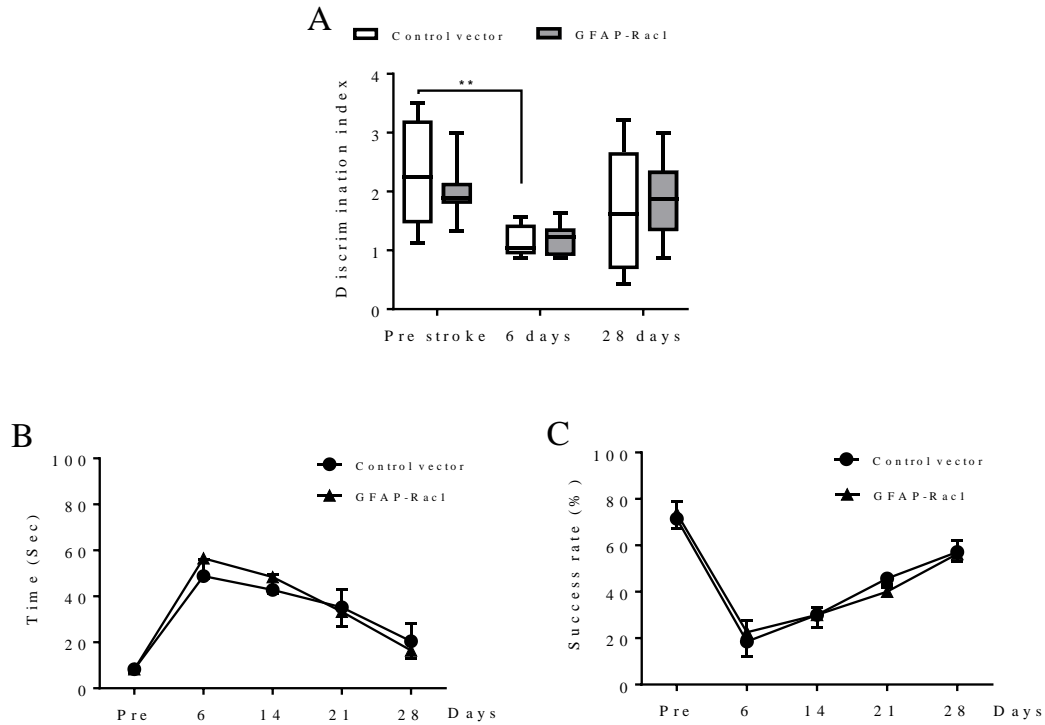 A
Control vector
GFAP-Rac1
**
Discrimination index
4
3
2
1
0
Pre stroke 6 days 28 days
B
Control vector
GFAP-Rac1
Time (Sec)
100
80
60
40
20
0
Pre 6 14 21 28 Days
C
Control vector
GFAP-Rac1
Success rate (%)
100
80
60
40
20
0
Pre 6 14 21 28 Days